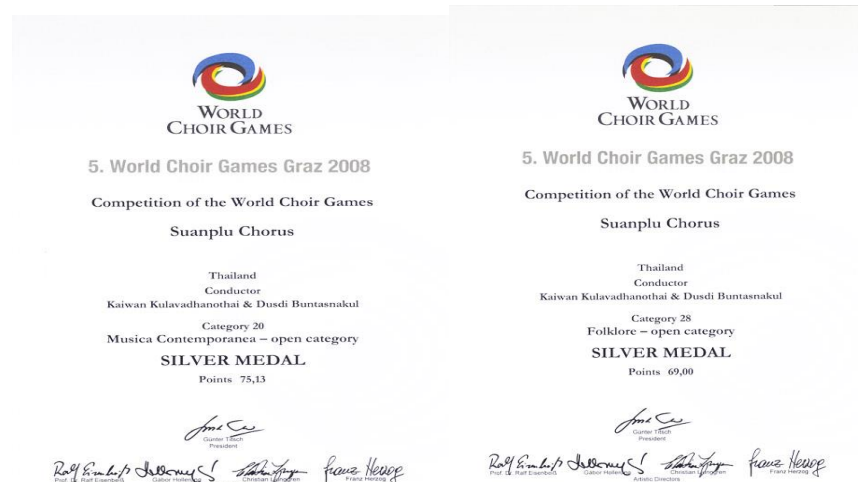 WORLD
CHOIR GAMES
5. World Choir Games Graz 2008
Competition of the World Choir Games
Suanplu Chorus
Thailand
Conductor
Kaiwan Kulavadhanothai & Dusdi Buntasnakul
Category 20
Musica Contemporanea – open category
SILVER MEDAL
Points 75,13
Günter Titsch
President
Prof. Dr. Ralf Eisenbeiß
Gabor Hollerung
Christian Ljunggren
Franz Herzog
WORLD
CHOIR GAMES
5. World Choir Games Graz 2008
Competition of the World Choir Games
Suanplu Chorus
Thailand
Conductor
Kaiwan Kulavadhanothai & Dusdi Buntasnakul
Category 28
Folklore – open category
SILVER MEDAL
Points 69,00
Günter Titsch
President
Prof. Dr. Ralf Eisenbeiß
Gabor Hollerung
Christian Ljunggren
Franz Herzog
Artistic Directors